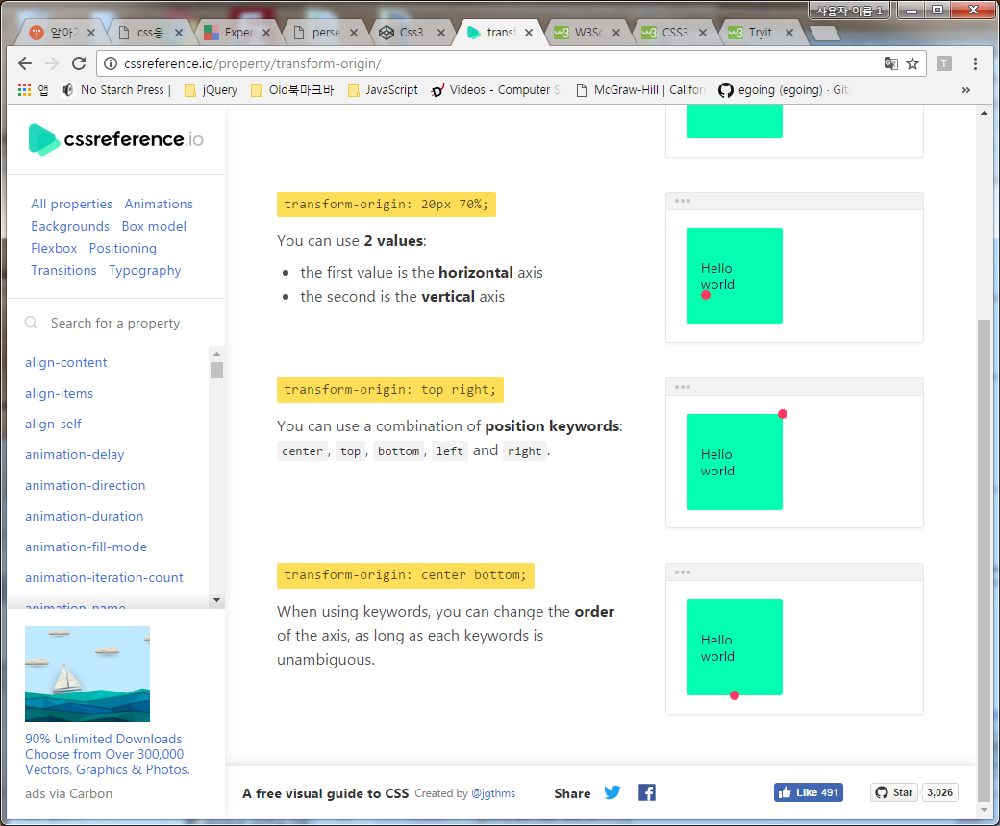 사용자 이름 1
알아
css운
Exper
perse
Css3
transf
W3Sc
CSS3
Tryit
cssreference.io/property/transform-origin/
T
앱
No Starch Press |
jQuery
Old북마크바
JavaScript
Videos - Computer S
McGraw-Hill | Califor
egoing (egoing) · Git
»
cssreference.io
All properties Animations
Backgrounds Box model
Flexbox Positioning
Transitions Typography
Search for a property
align-content
align-items
align-self
animation-delay
animation-direction
animation-duration
animation-fill-mode
animation-iteration-count
animation-name
90% Unlimited Downloads
Choose from Over 300,000
Vectors, Graphics & Photos.
ads via Carbon
transform-origin: 20px 70%;
You can use 2 values:
• the first value is the horizontal axis
• the second is the vertical axis
Hello
world
transform-origin: top right;
You can use a combination of position keywords:
center, top, bottom, left and right.
Hello
world
transform-origin: center bottom;
When using keywords, you can change the order
of the axis, as long as each keywords is
unambiguous.
Hello
world
A free visual guide to CSS Created by @jgthms
Share
Like 491
Star
3,026